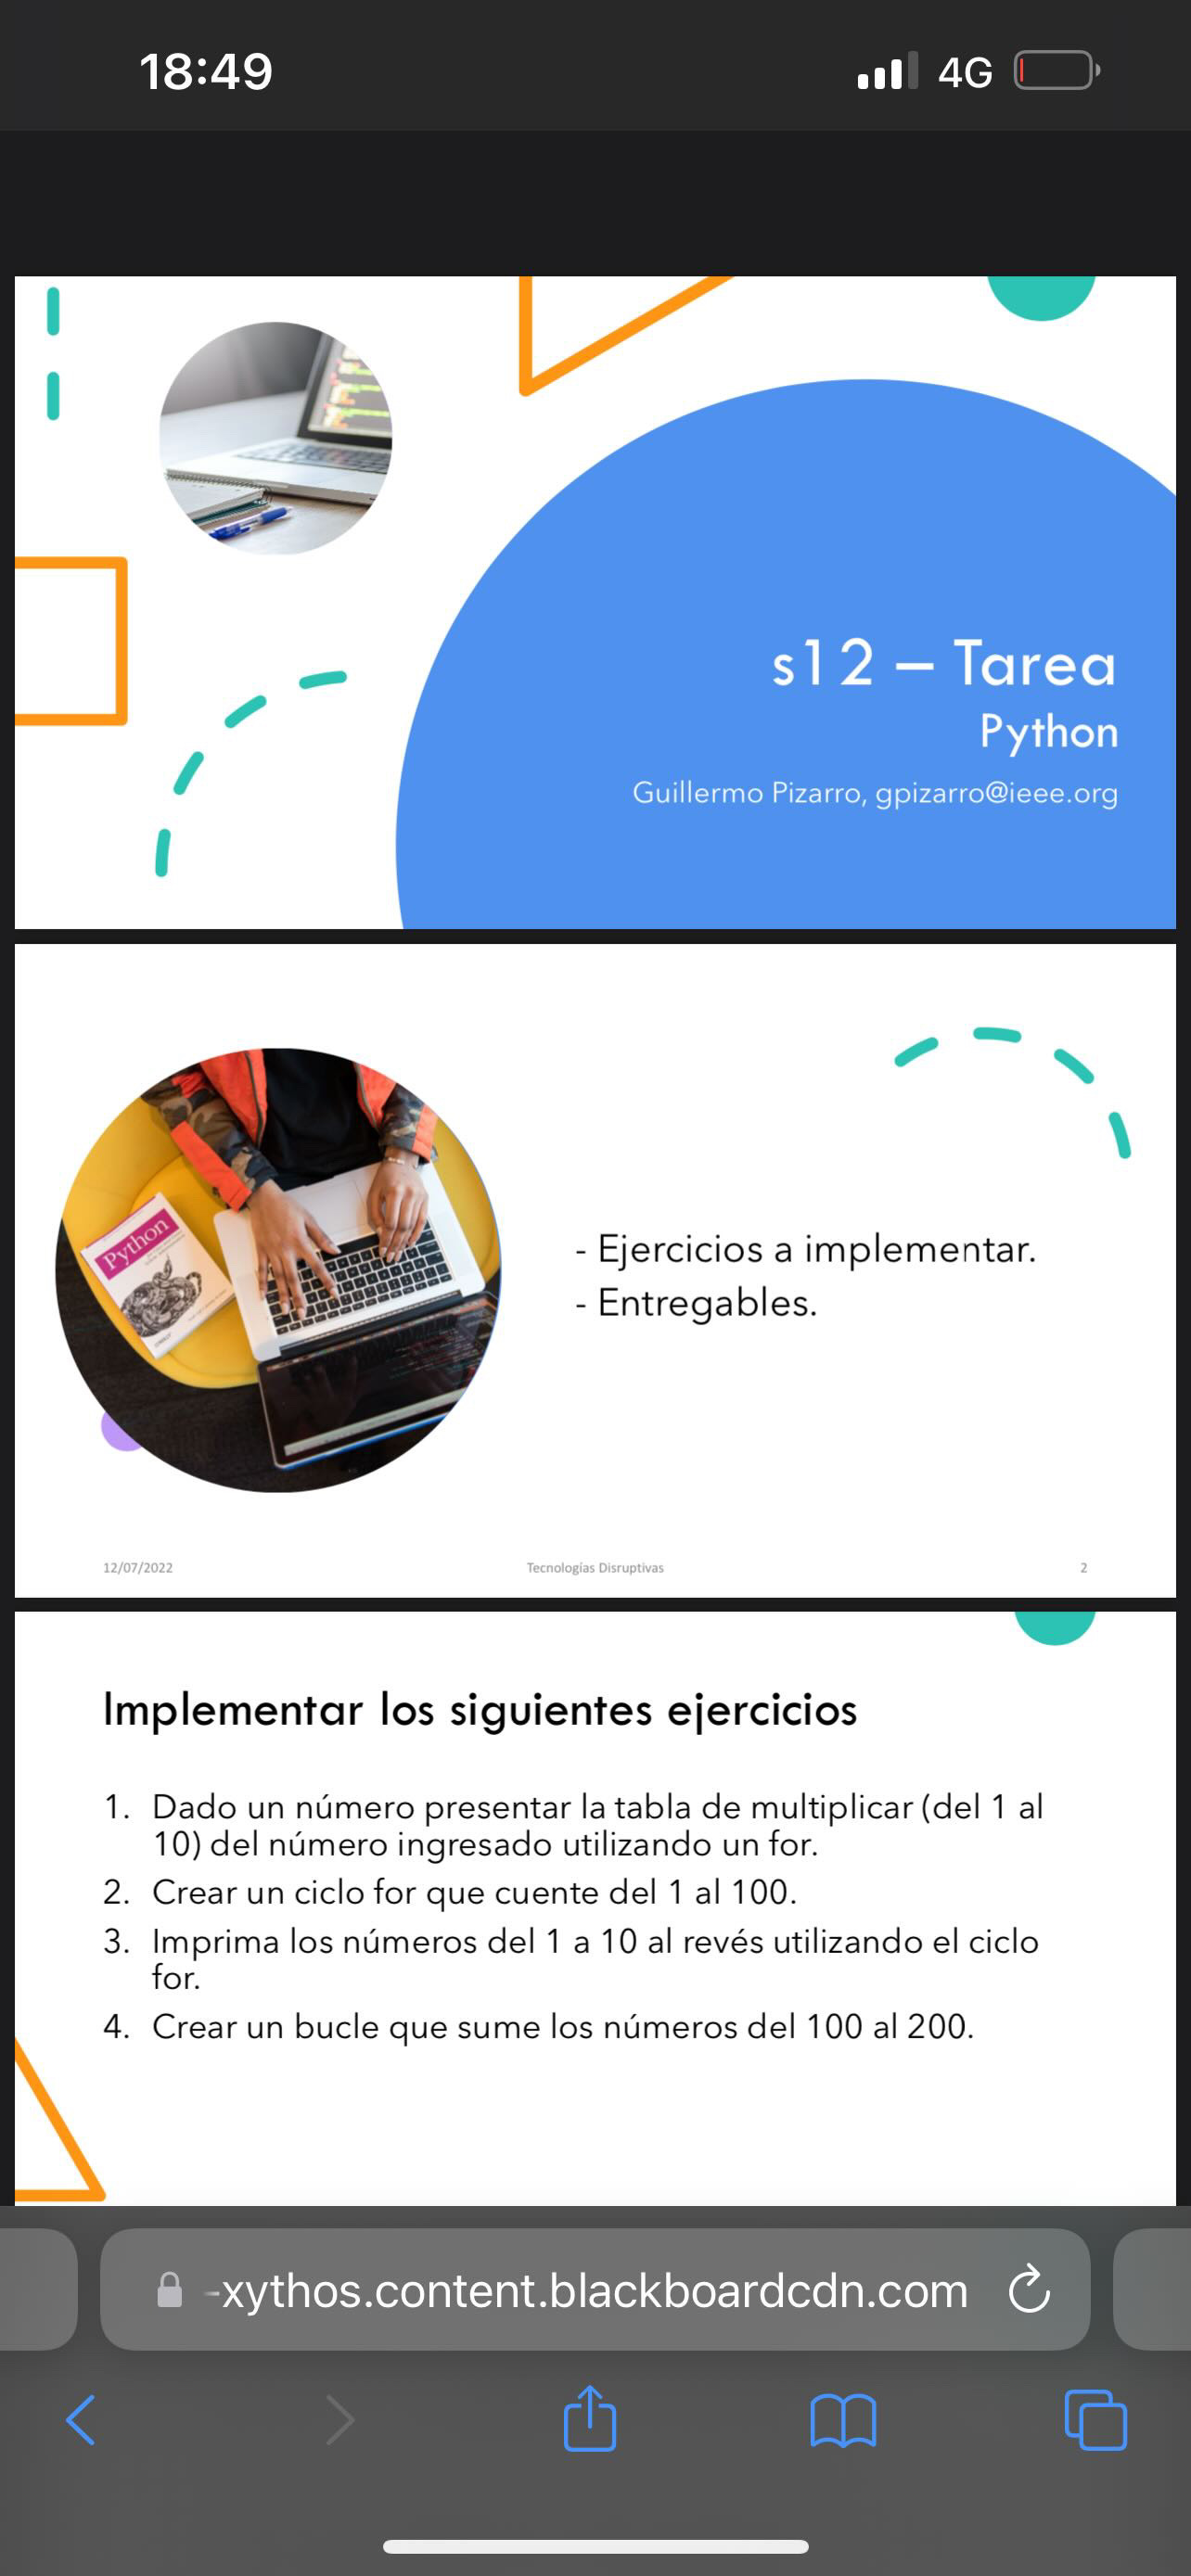 18:49
4G
s12 – Tarea
Python
Guillermo Pizarro, gpizarro@ieee.org
Python
- Ejercicios a implementar.
- Entregables.
12/07/2022
Tecnologías Disruptivas
2
Implementar los siguientes ejercicios
1. Dado un número presentar la tabla de multiplicar (del 1 al
10) del número ingresado utilizando un for.
2. Crear un ciclo for que cuente del 1 al 100.
3. Imprima los números del 1 a 10 al revés utilizando el ciclo
for.
4. Crear un bucle que sume los números del 100 al 200.
-xythos.content.blackboardcdn.com